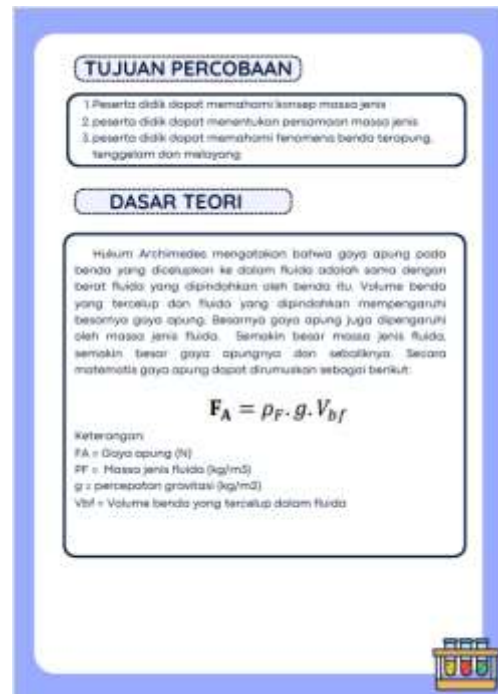 TUJUAN PERCOBAAN
1.Peserta didik dapat memahami konsep massa jenis
2.peserta didik dapat menentukan persamaan massa jenis
3.peserta didik dapat memahami fenomena benda terapung,
tenggelam dan melayang
DASAR TEORI
Hukum Archimedes mengatakan bahwa gaya apung pada
benda yang dicelupkan ke dalam fluida adalah sama dengan
berat fluida yang dipindahkan oleh benda itu. Volume benda
yang tercelup dan fluida yang dipindahkan mempengaruhi
besarnya gaya apung. Besarnya gaya apung juga dipengaruhi
oleh massa jenis fluida. Semakin besar massa jenis fluida,
semakin besar gaya apungnya dan sebaliknya. Secara
matematis gaya apung dapat dirumuskan sebagai berikut:
F_A = ρ_F. g. V_bf
Keterangan:
FA = Gaya apung (N)
PF = Massa jenis fluida (kg/m3)
g = percepatan gravitasi (kg/m2)
Vbf = Volume benda yang tercelup dalam fluida